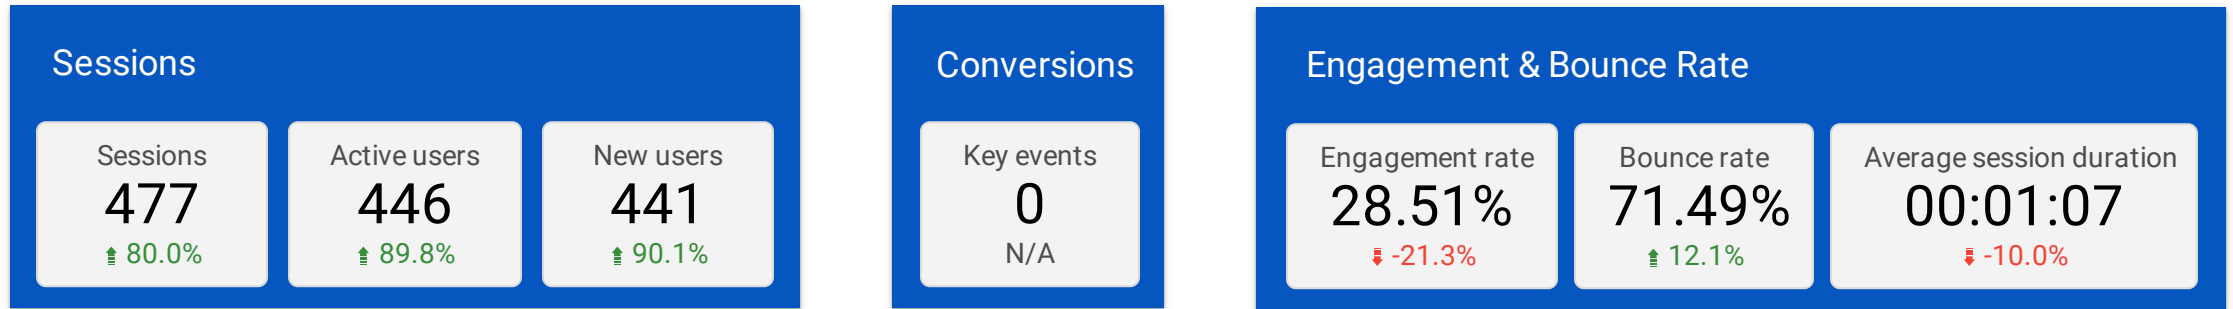 Sessions
Sessions
477
80.0%
Active users
446
89.8%
New users
441
90.1%
Conversions
Key events
0
N/A
Engagement & Bounce Rate
Engagement rate
28.51%
-21.3%
Bounce rate
71.49%
12.1%
Average session duration
00:01:07
-10.0%